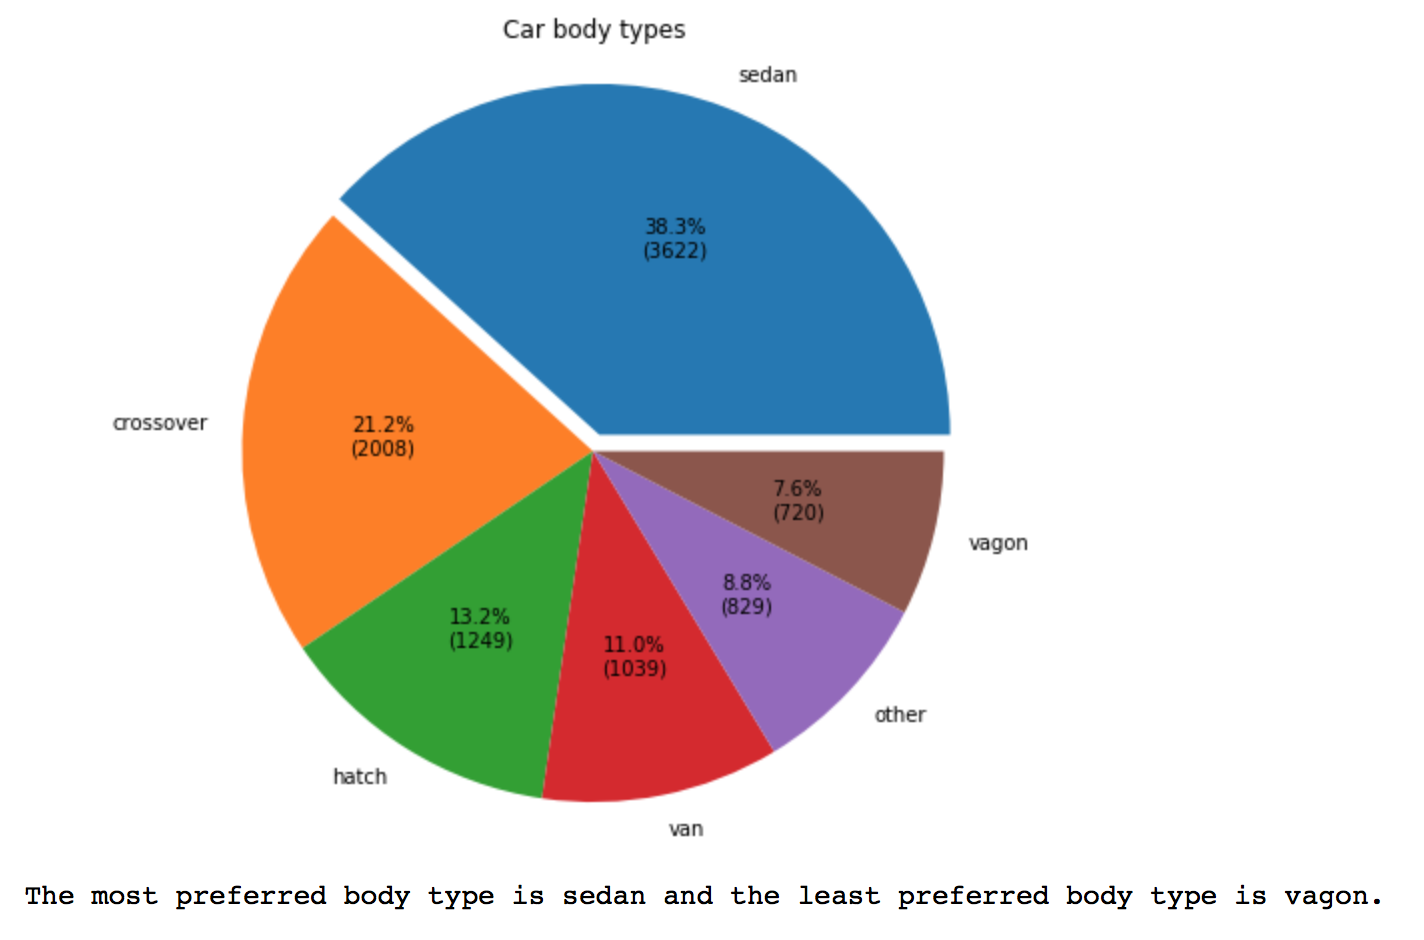 Car body types
sedan
38.3%
(3622)
crossover
21.2%
(2008)
7.6%
(720)
vagon
8.8%
(829)
13.2%
(1249)
11.0%
(1039)
other
hatch
van
The most preferred body type is sedan and the least preferred body type is vagon.